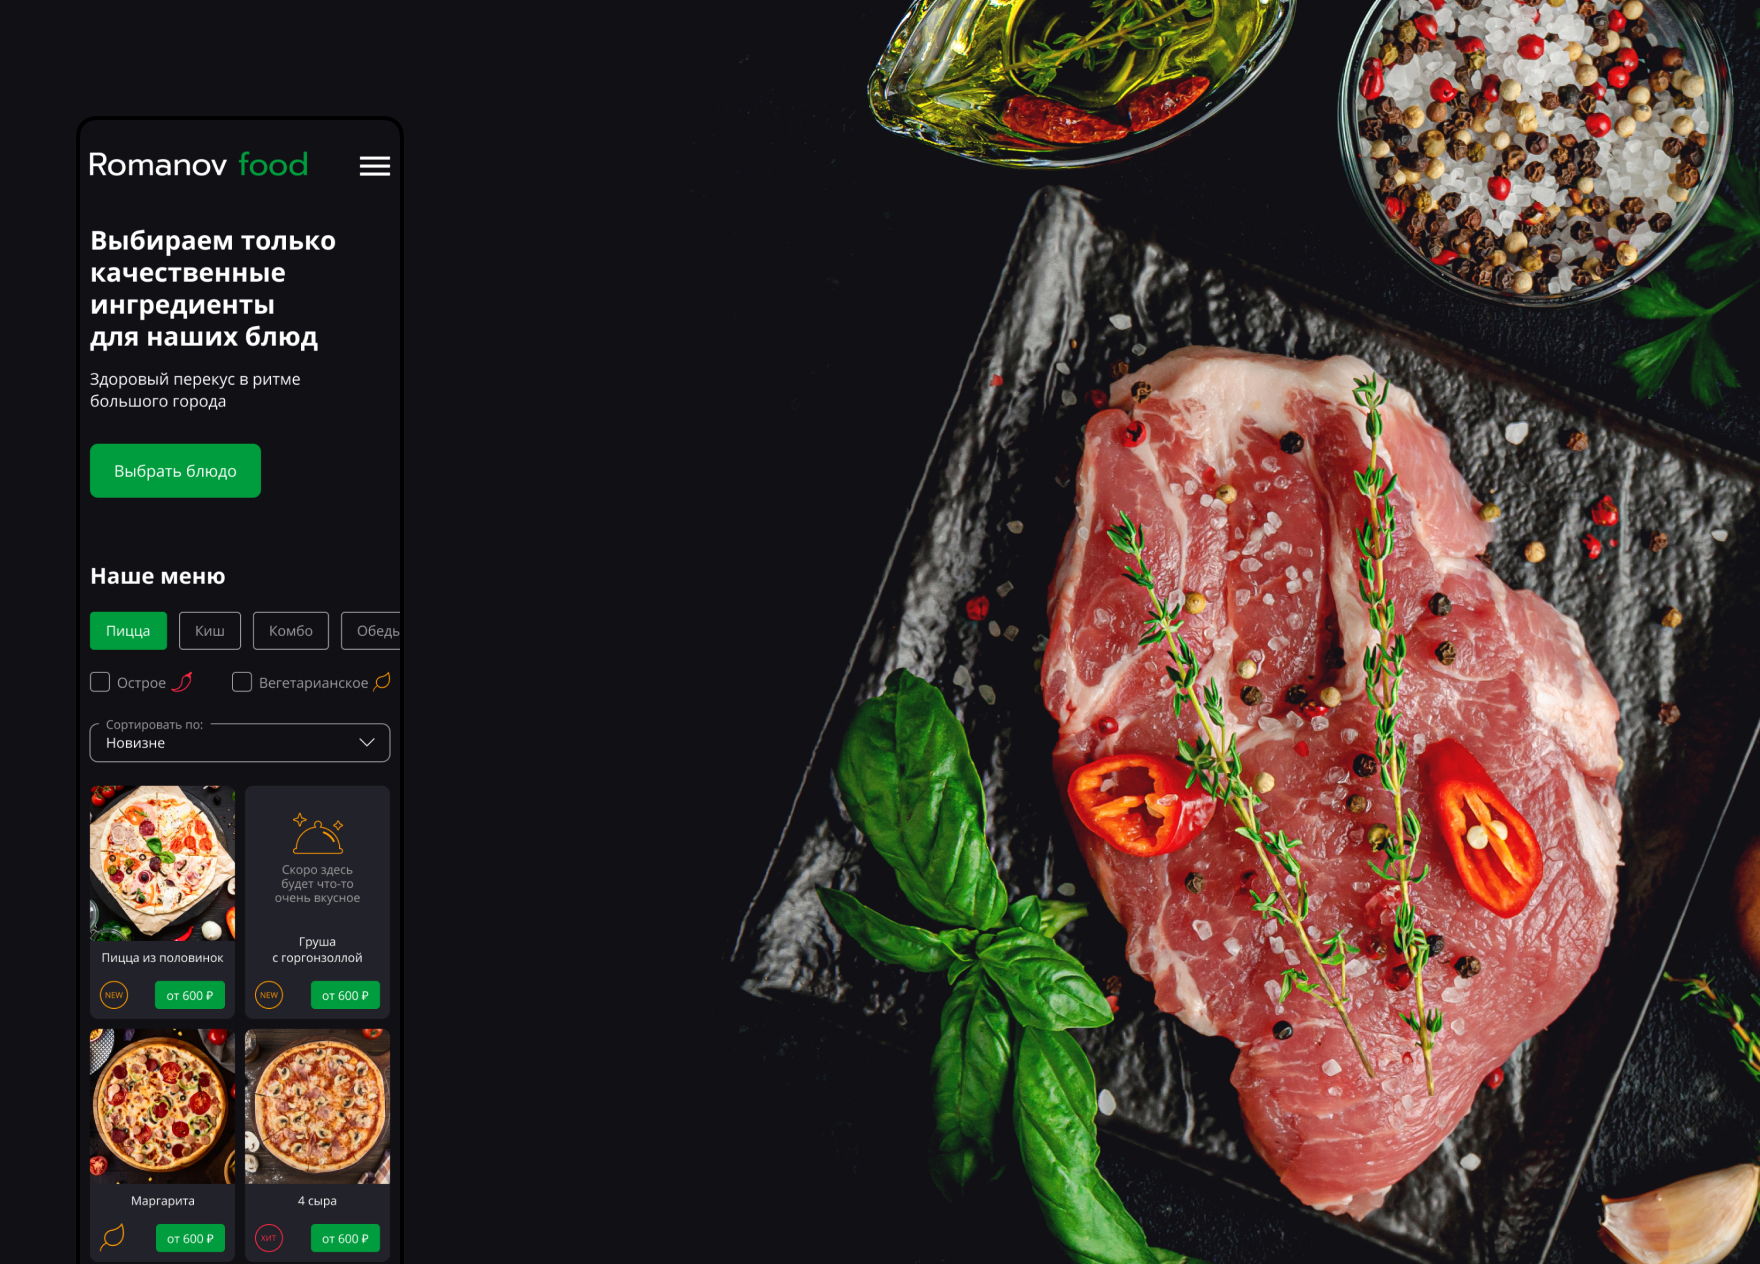 Romanov food
Выбираем только
качественные
ингредиенты
для наших блюд
Здоровый перекус в ритме
большого города
Выбрать блюдо
Наше меню
Пицца
Киш
Комбо
Обеды
Острое
Вегетарианское
Сортировать по:
Новизне
Скоро здесь
будет что-то
очень вкусное
Пицца из половинок
NEW
от 600 ₽
Груша
с горгонзоллой
NEW
от 600 ₽
Маргарита
от 600 ₽
4 сыра
ХИТ
от 600 ₽